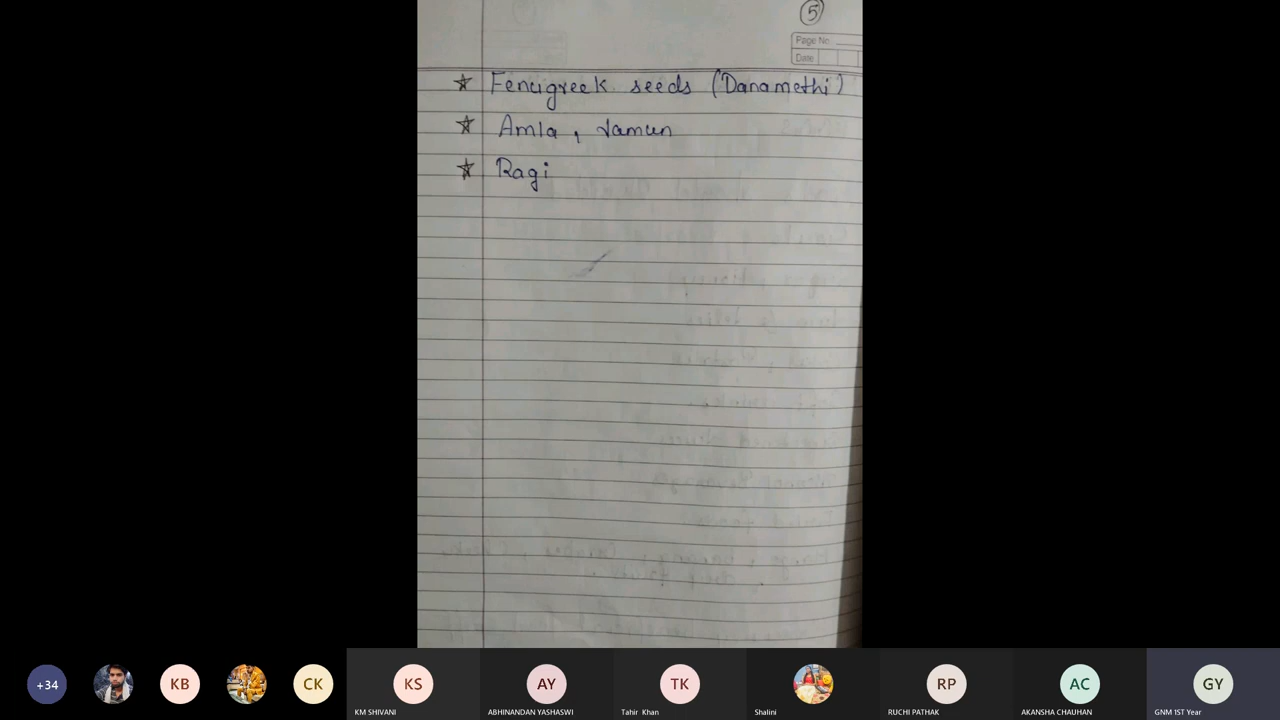 5
Page No.
Date
☆ Fenugreek seeds (Danamethi)
☆ Amla, Jamun
☆ Ragi
+34
KB
CK
KS
AY
TK
RP
AC
GY
KM SHIVANI
ABHINANDAN YASHASWI
Tahir Khan
Shalini
RUCHI PATHAK
AKANSHA CHAUHAN
GNM 1ST Year